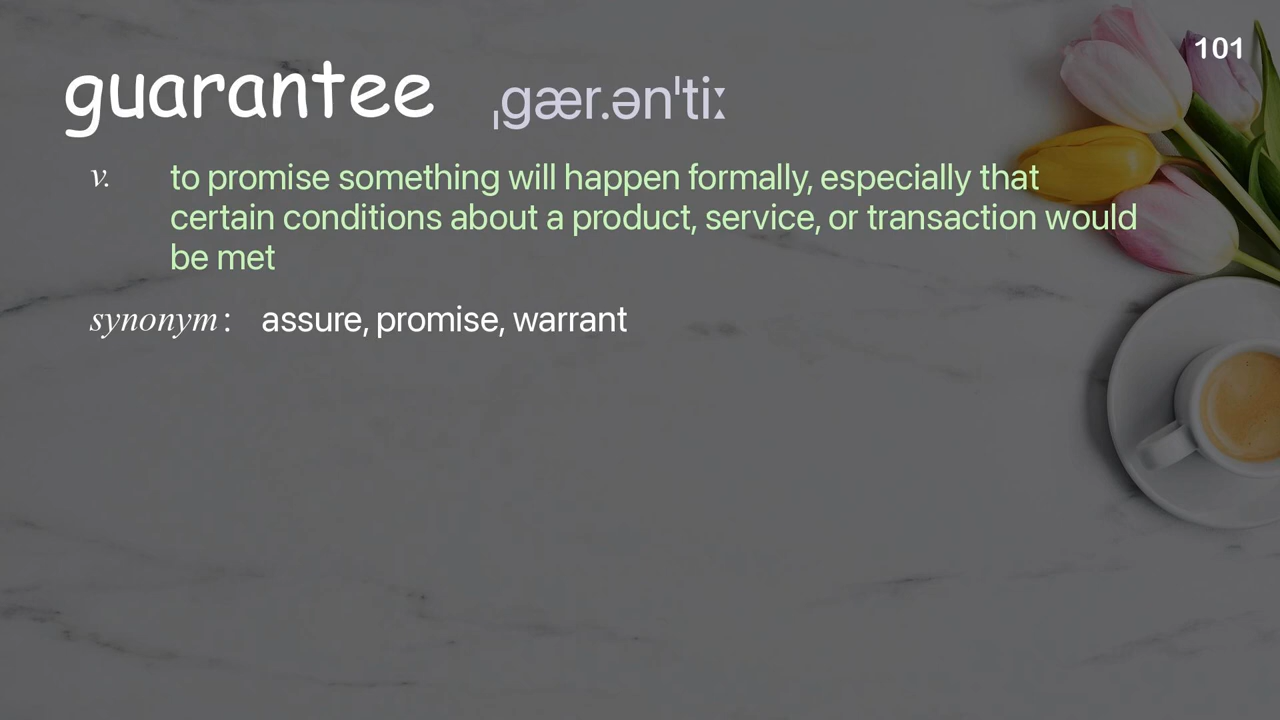 101
guarantee ˌgær.ənˈtiː
v. to promise something will happen formally, especially that
certain conditions about a product, service, or transaction would
be met
synonym: assure, promise, warrant